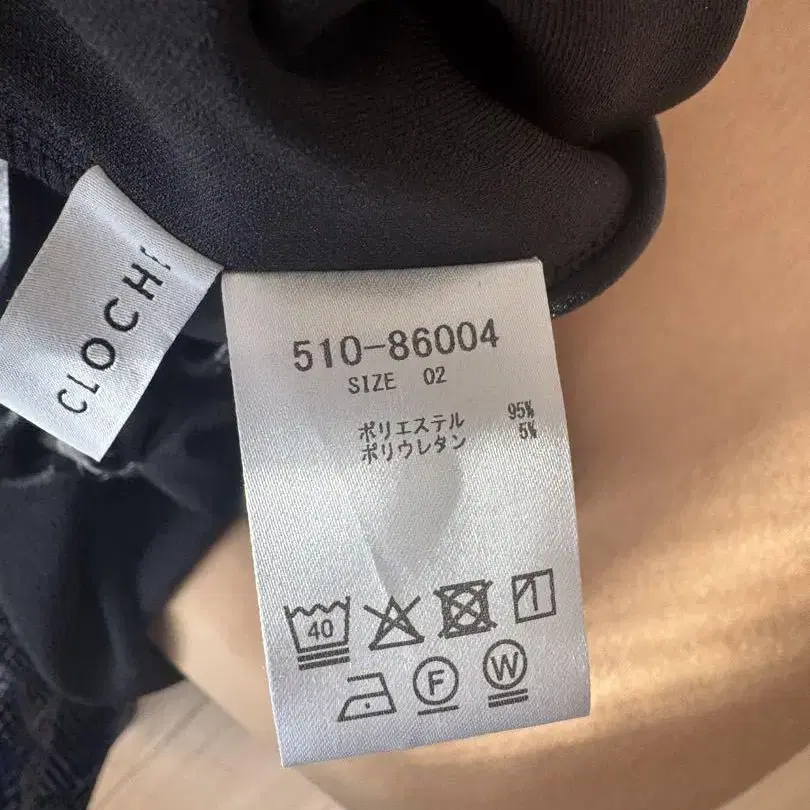 CLOCH
510-86004
SIZE 02
ポリエステル 95%
ポリウレタン 5%
40
F
W